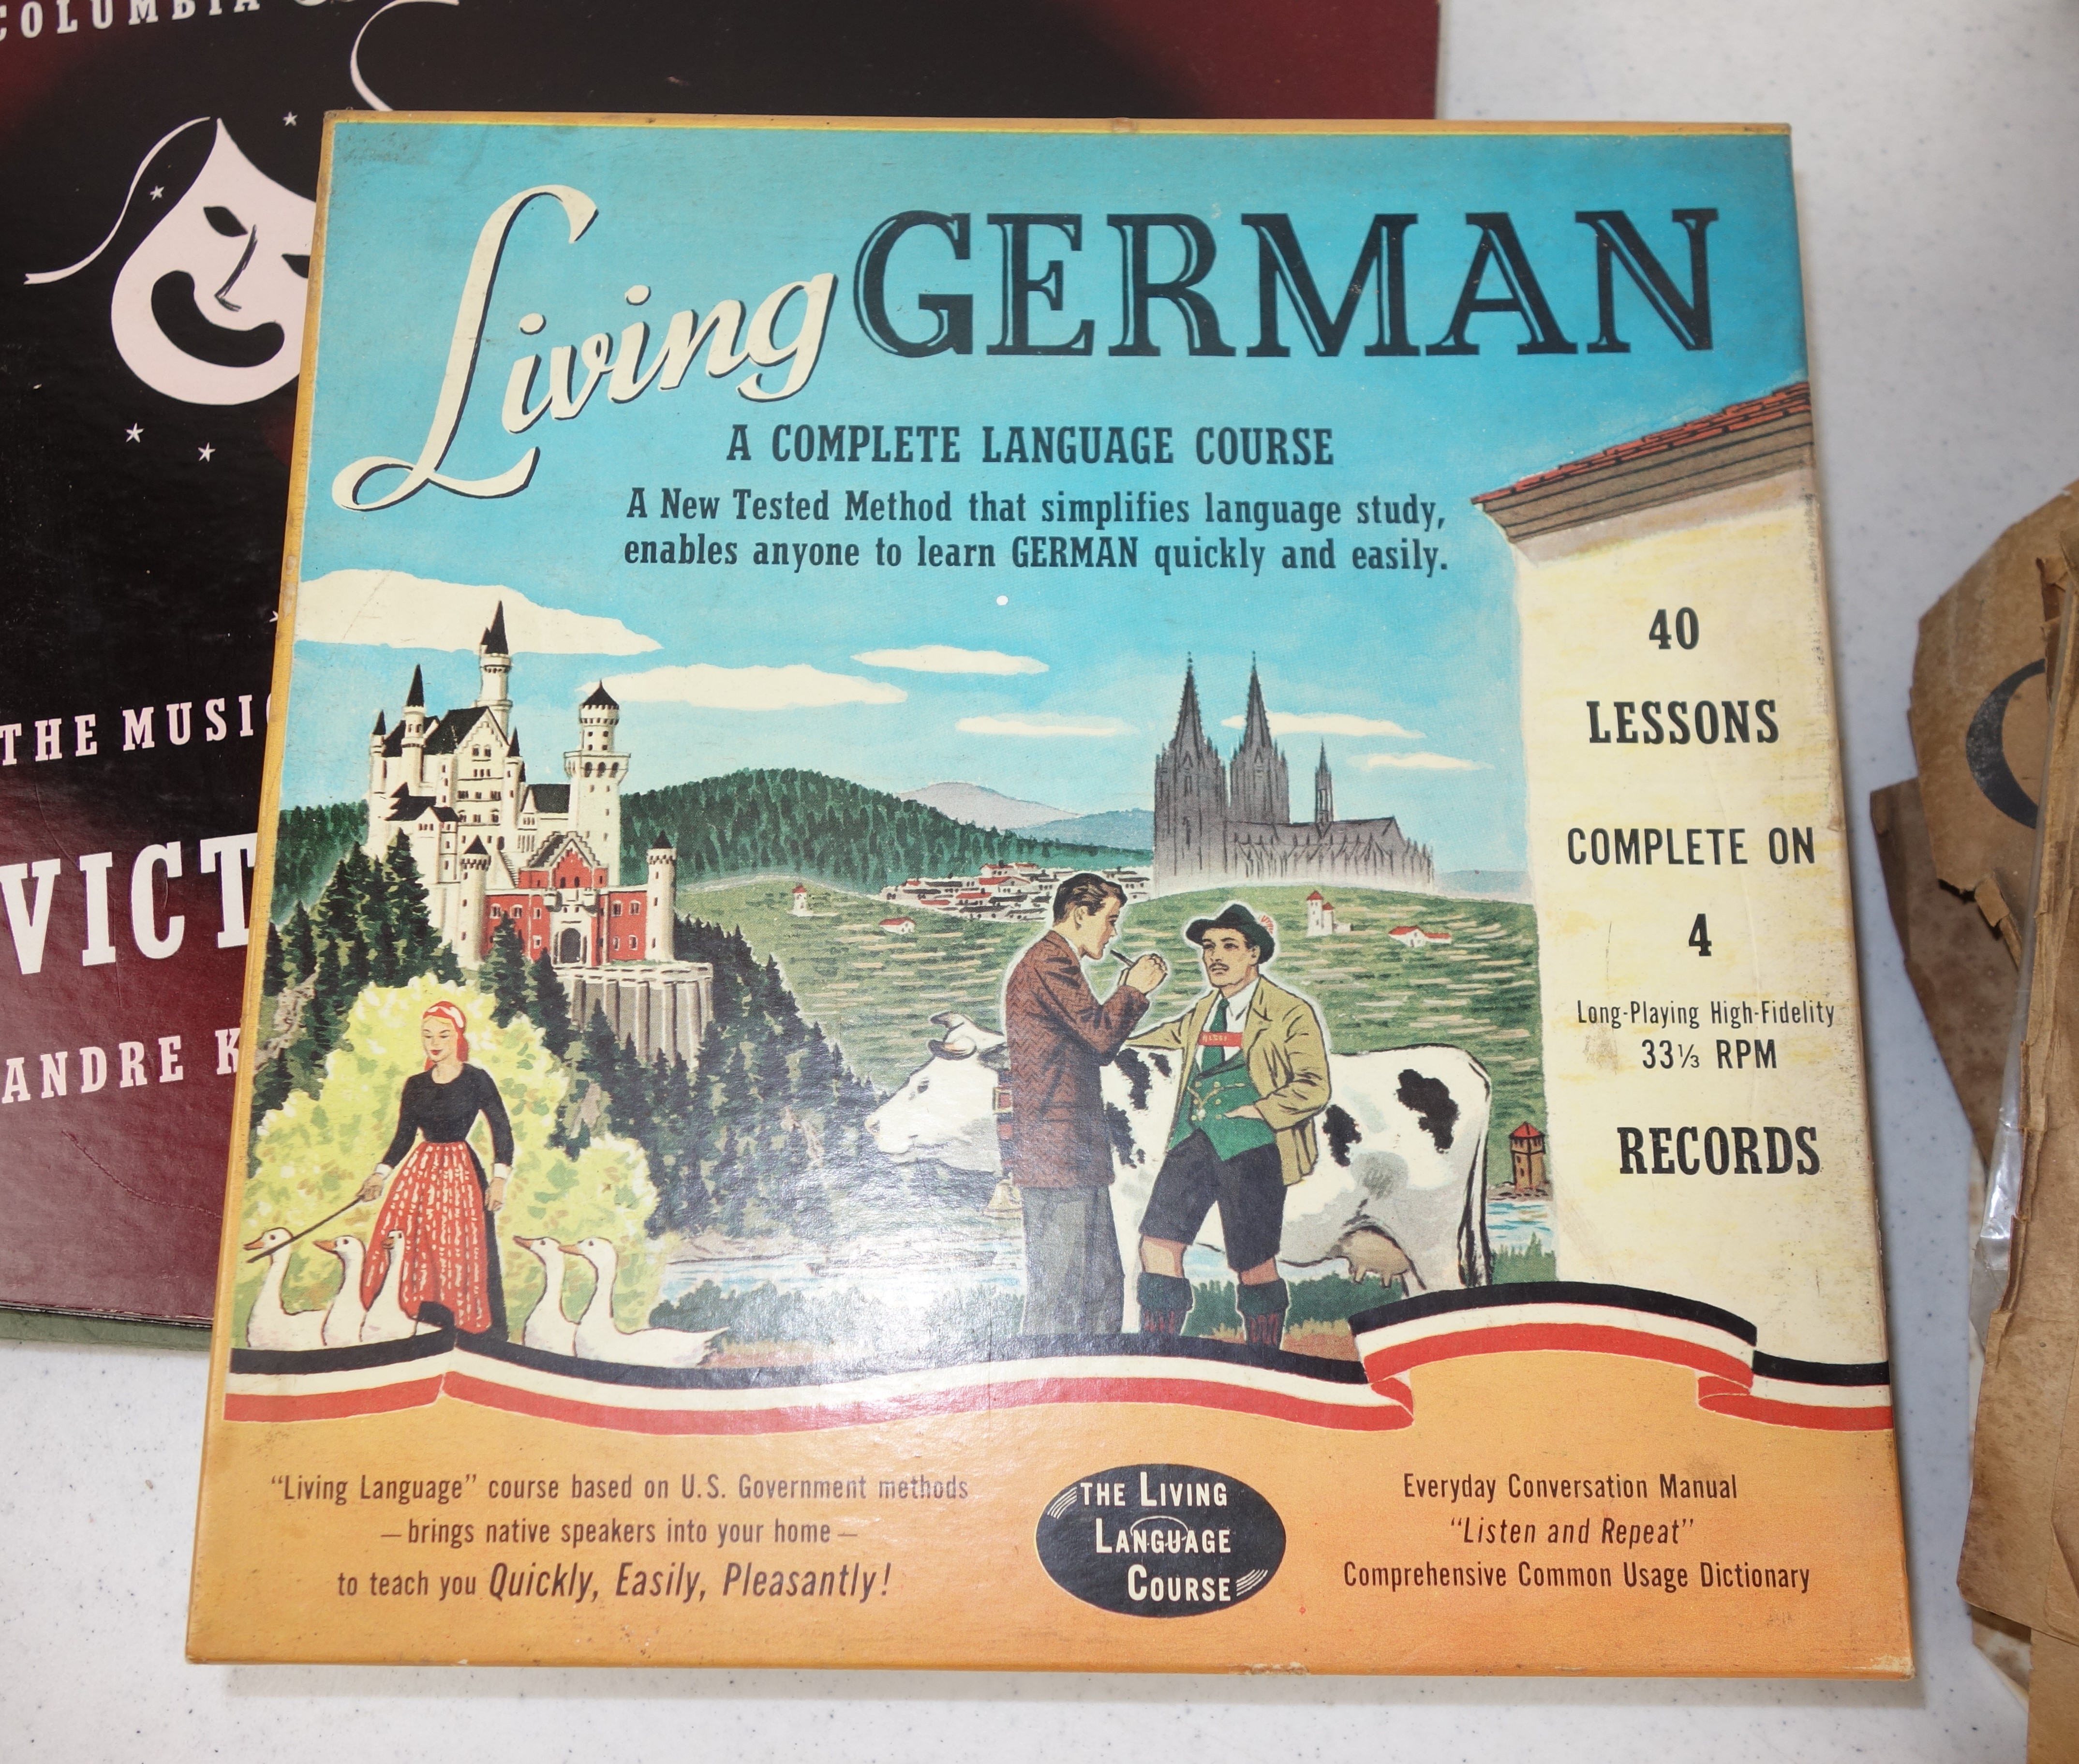 COLUMBIA
THE MUSIC
VICT
ANDRE K
Living GERMAN
A COMPLETE LANGUAGE COURSE
A New Tested Method that simplifies language study,
enables anyone to learn GERMAN quickly and easily.
40
LESSONS
COMPLETE ON
4
Long-Playing High-Fidelity
33⅓ RPM
RECORDS
"Living Language" course based on U.S. Government methods
—brings native speakers into your home—
to teach you Quickly, Easily, Pleasantly!
THE LIVING
LANGUAGE
COURSE
Everyday Conversation Manual
"Listen and Repeat"
Comprehensive Common Usage Dictionary